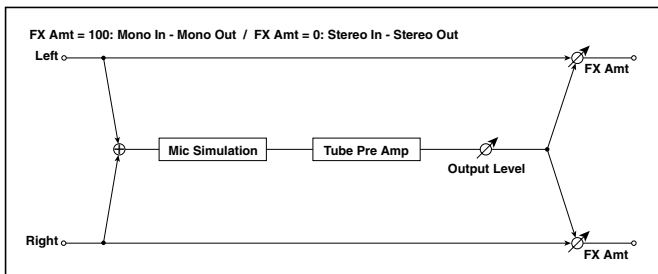 FX Amt = 100: Mono In - Mono Out / FX Amt = 0: Stereo In - Stereo Out
Left
FX Amt
Mic Simulation
Tube Pre Amp
Output Level
Right
FX Amt